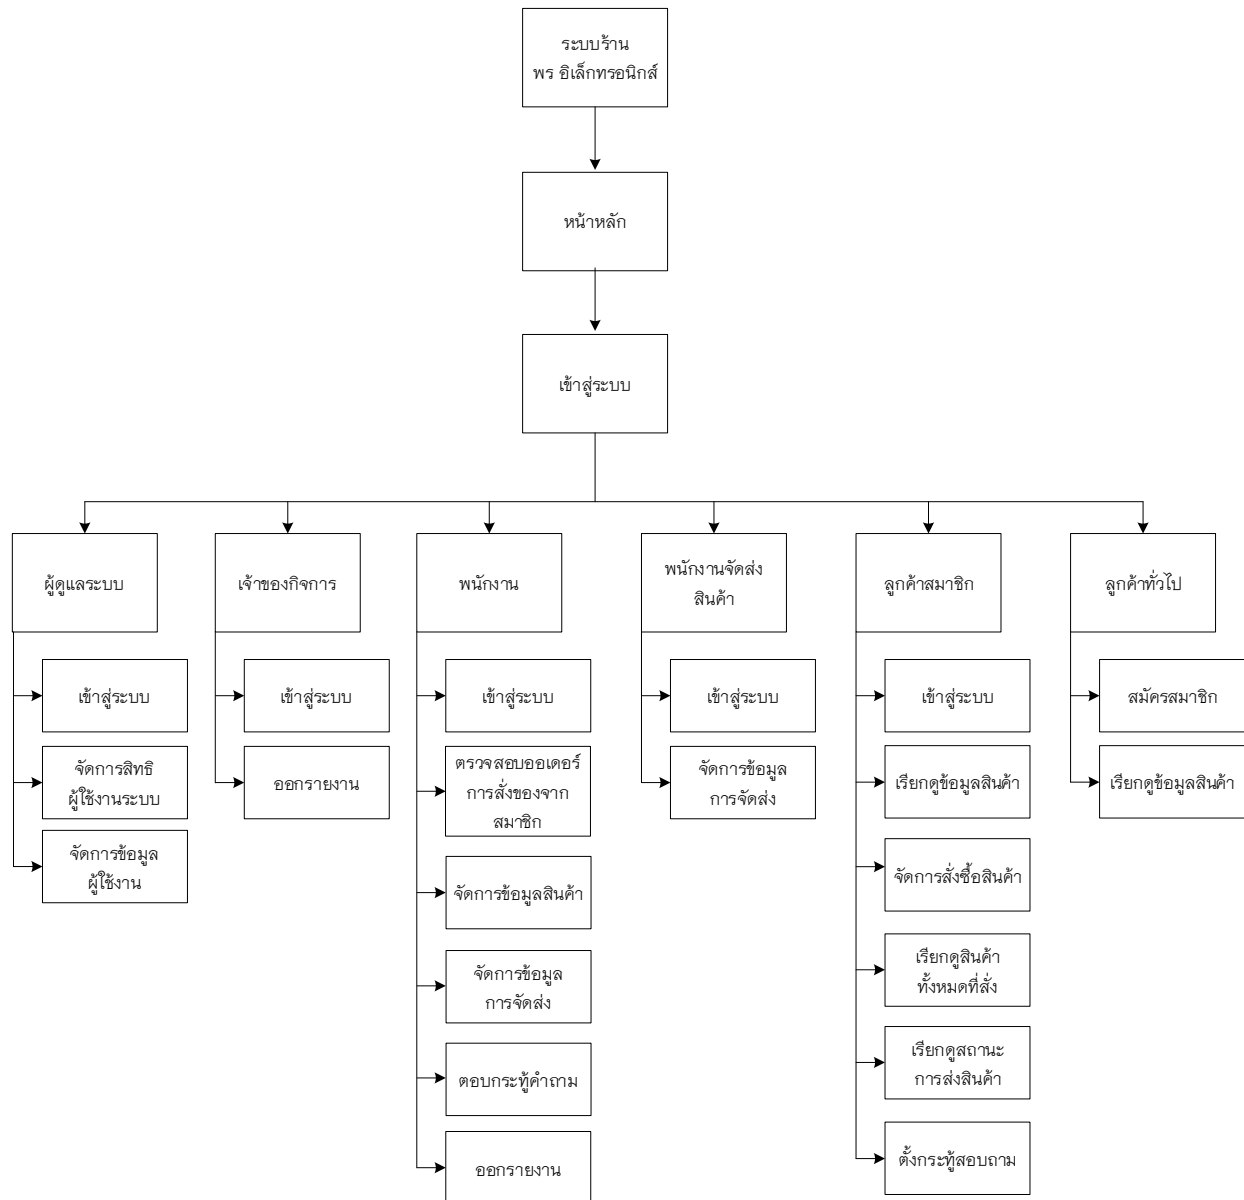 ระบบร้าน
พร อิเล็กทรอนิกส์
หน้าหลัก
เข้าสู่ระบบ
ผู้ดูแลระบบ
เข้าสู่ระบบ
จัดการสิทธิ
ผู้ใช้งานระบบ
จัดการข้อมูล
ผู้ใช้งาน
เจ้าของกิจการ
เข้าสู่ระบบ
ออกรายงาน
พนักงาน
เข้าสู่ระบบ
ตรวจสอบออเดอร์
การสั่งของจาก
สมาชิก
จัดการข้อมูลสินค้า
จัดการข้อมูล
การจัดส่ง
ตอบกระทู้คำถาม
ออกรายงาน
พนักงานจัดส่ง
สินค้า
เข้าสู่ระบบ
จัดการข้อมูล
การจัดส่ง
ลูกค้าสมาชิก
เข้าสู่ระบบ
เรียกดูข้อมูลสินค้า
จัดการสั่งซื้อสินค้า
เรียกดูสินค้า
ทั้งหมดที่สั่ง
เรียกดูสถานะ
การส่งสินค้า
ตั้งกระทู้สอบถาม
ลูกค้าทั่วไป
สมัครสมาชิก
เรียกดูข้อมูลสินค้า